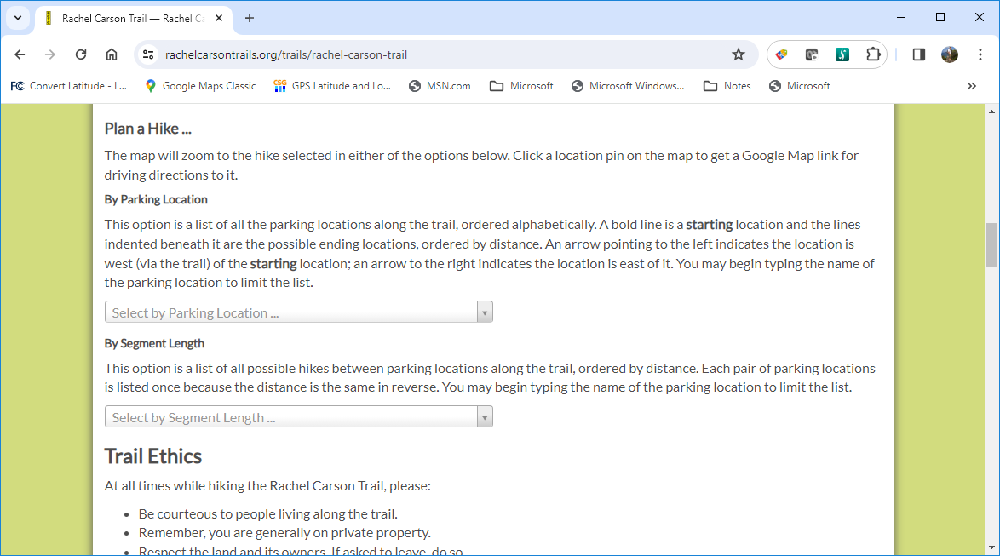 Rachel Carson Trail — Rachel Ca
rachelcarsontrails.org/trails/rachel-carson-trail
FC Convert Latitude - L... Google Maps Classic CSG GPS Latitude and Lo... MSN.com Microsoft Microsoft Windows... Notes Microsoft
Plan a Hike ...
The map will zoom to the hike selected in either of the options below. Click a location pin on the map to get a Google Map link for
driving directions to it.
By Parking Location
This option is a list of all the parking locations along the trail, ordered alphabetically. A bold line is a starting location and the lines
indented beneath it are the possible ending locations, ordered by distance. An arrow pointing to the left indicates the location is
west (via the trail) of the starting location; an arrow to the right indicates the location is east of it. You may begin typing the name of
the parking location to limit the list.
Select by Parking Location ...
By Segment Length
This option is a list of all possible hikes between parking locations along the trail, ordered by distance. Each pair of parking locations
is listed once because the distance is the same in reverse. You may begin typing the name of the parking location to limit the list.
Select by Segment Length ...
Trail Ethics
At all times while hiking the Rachel Carson Trail, please:
• Be courteous to people living along the trail.
• Remember, you are generally on private property.
• Respect the land and its owners. If asked to leave, do so